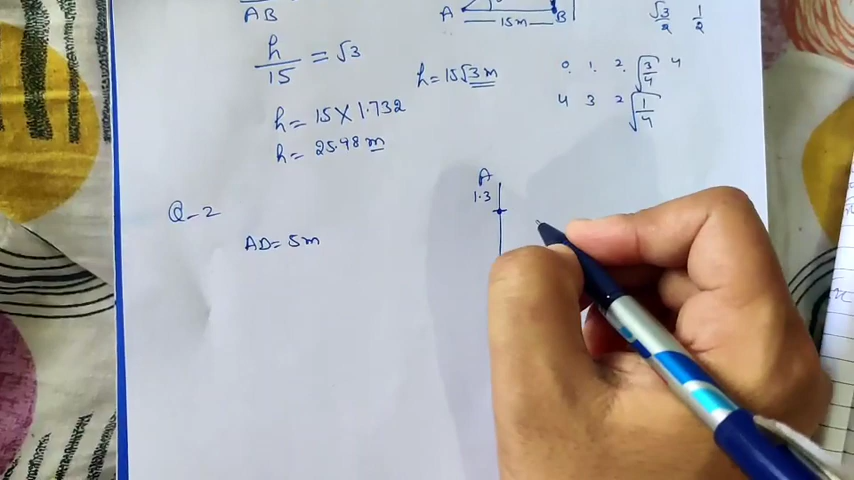 AB
A 15m B
√3/2 1/2
h/15 = √3
h = 15√3 m
0 1 2 √3/4 4
4 3 2 √1/4
h = 15 X 1.732
h = 25.98 m
A
1.3
Q-2
AD = 5m